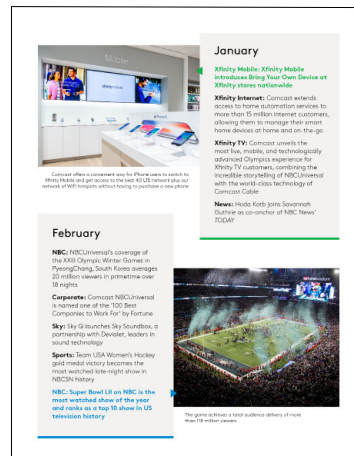 Mobile
xfinity mobile
January
Xfinity Mobile: Xfinity Mobile
introduces Bring Your Own Device at
Xfinity stores nationwide
Xfinity Internet: Comcast extends
access to home automation services to
more than 15 million internet customers,
allowing them to manage their smart
home devices at home and on-the-go
Xfinity TV: Comcast unveils the
most live, mobile, and technologically
advanced Olympics experience for
Xfinity TV customers, combining the
incredible storytelling of NBCUniversal
with the world-class technology of
Comcast Cable
News: Hoda Kotb joins Savannah
Guthrie as co-anchor of NBC News'
TODAY
Comcast offers a convenient way for iPhone users to switch to
Xfinity Mobile and get access to the best 4G LTE network plus our
network of WiFi hotspots without having to purchase a new phone
February
NBC: NBCUniversal's coverage of
the XXIII Olympic Winter Games in
PyeongChang, South Korea averages
20 million viewers in primetime over
18 nights
Corporate: Comcast NBCUniversal
is named one of the '100 Best
Companies to Work For' by Fortune
Sky: Sky Q launches Sky Soundbox, a
partnership with Devialet, leaders in
sound technology
Sports: Team USA Women's Hockey
gold medal victory becomes the
most watched late-night show in
NBCSN history
NBC: Super Bowl LII on NBC is the
most watched show of the year
and ranks as a top 10 show in US
television history
The game achieves a total audience delivery of more
than 118 million viewers